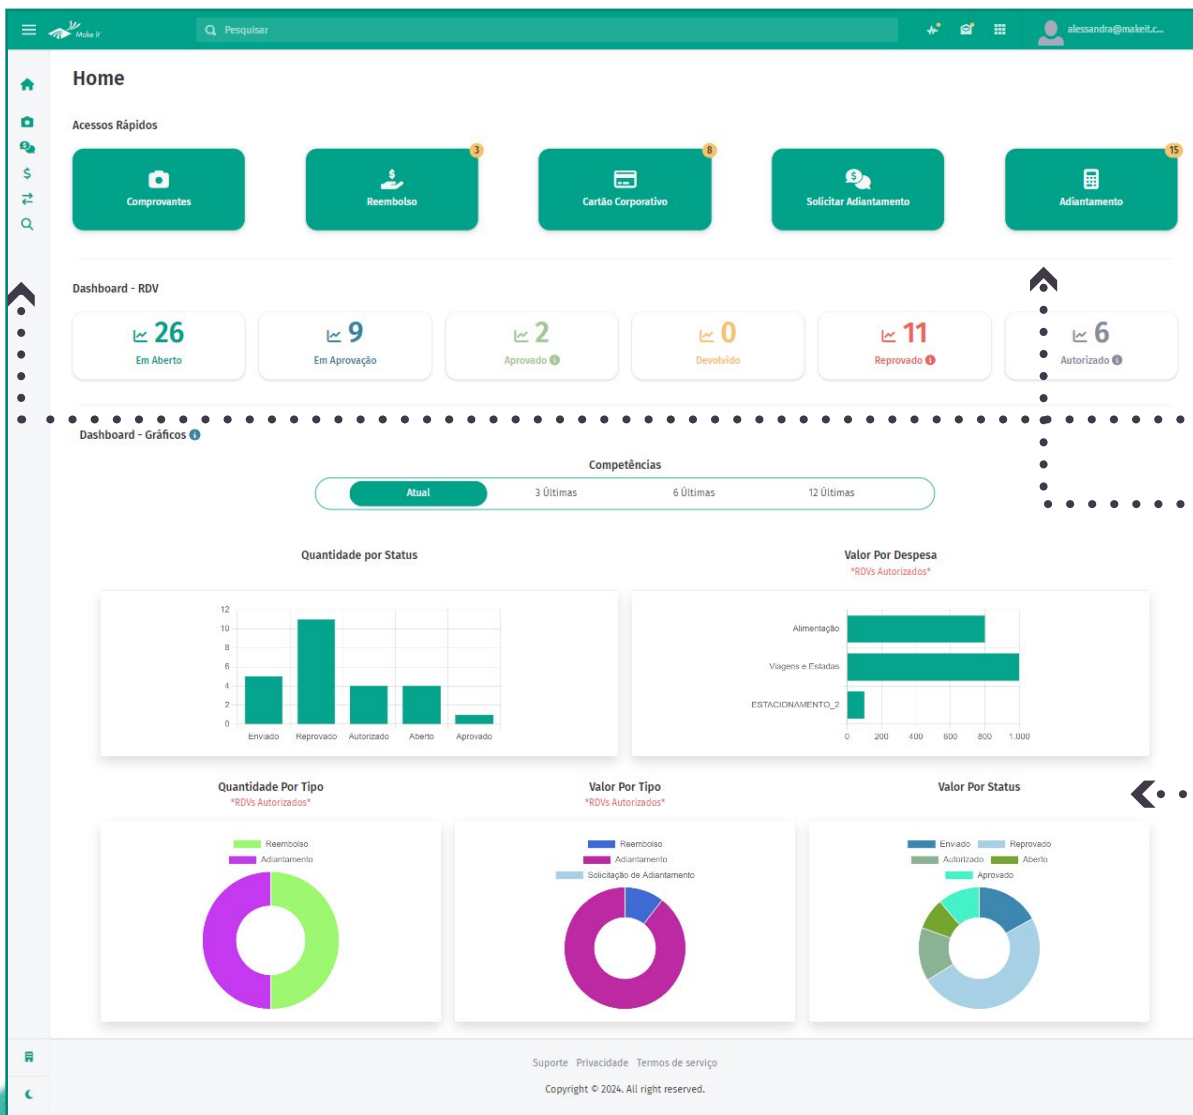 Make it
Pesquisar
alessandra@makeit.c...
Home
Acessos Rápidos
Comprovantes
3
Reembolso
8
Cartão Corporativo
Solicitar Adiantamento
15
Adiantamento
Dashboard - RDV
26
Em Aberto
9
Em Aprovação
2
Aprovado
0
Devolvido
11
Reprovado
6
Autorizado
Dashboard - Gráficos
Competências
Atual
3 Últimas
6 Últimas
12 Últimas
Quantidade por Status
12
10
8
6
4
2
0
Enviado Reprovado Autorizado Aberto Aprovado
Valor Por Despesa
*RDVs Autorizados*
Alimentação
Viagens e Estadas
ESTACIONAMENTO_2
0 200 400 600 800 1.000
Quantidade Por Tipo
*RDVs Autorizados*
Reembolso
Adiantamento
Valor Por Tipo
*RDVs Autorizados*
Reembolso
Adiantamento
Solicitação de Adiantamento
Valor Por Status
Enviado Reprovado
Autorizado Aberto
Aprovado
Suporte Privacidade Termos de serviço
Copyright © 2024. All right reserved.